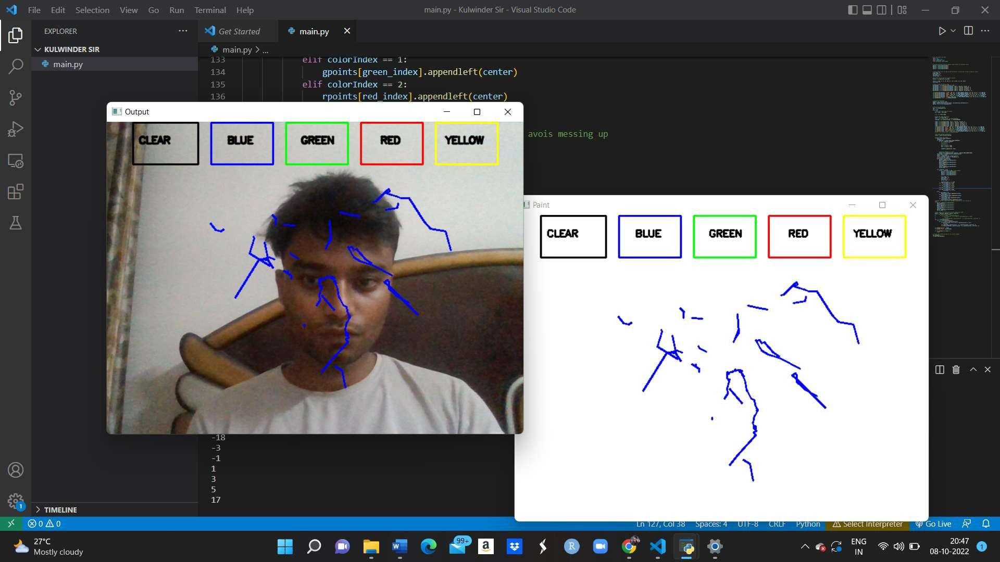 File Edit Selection View Go Run Terminal Help
main.py - Kulwinder Sir - Visual Studio Code
EXPLORER
Get Started
main.py
KULWINDER SIR
main.py > ...
main.py
133 elif colorIndex == 1:
134 gpoints[green_index].appendleft(center)
135 elif colorIndex == 2:
136 rpoints[red_index].appendleft(center)
Output
CLEAR BLUE GREEN RED YELLOW
avois messing up
Paint
CLEAR BLUE GREEN RED YELLOW
-18
-3
-1
1
3
5
17
TIMELINE
1
0 0
Ln 127, Col 38 Spaces: 4 UTF-8 CRLF Python Select Interpreter Go Live
27°C
Mostly cloudy
99+
a
R
ENG
IN
20:47
08-10-2022
1